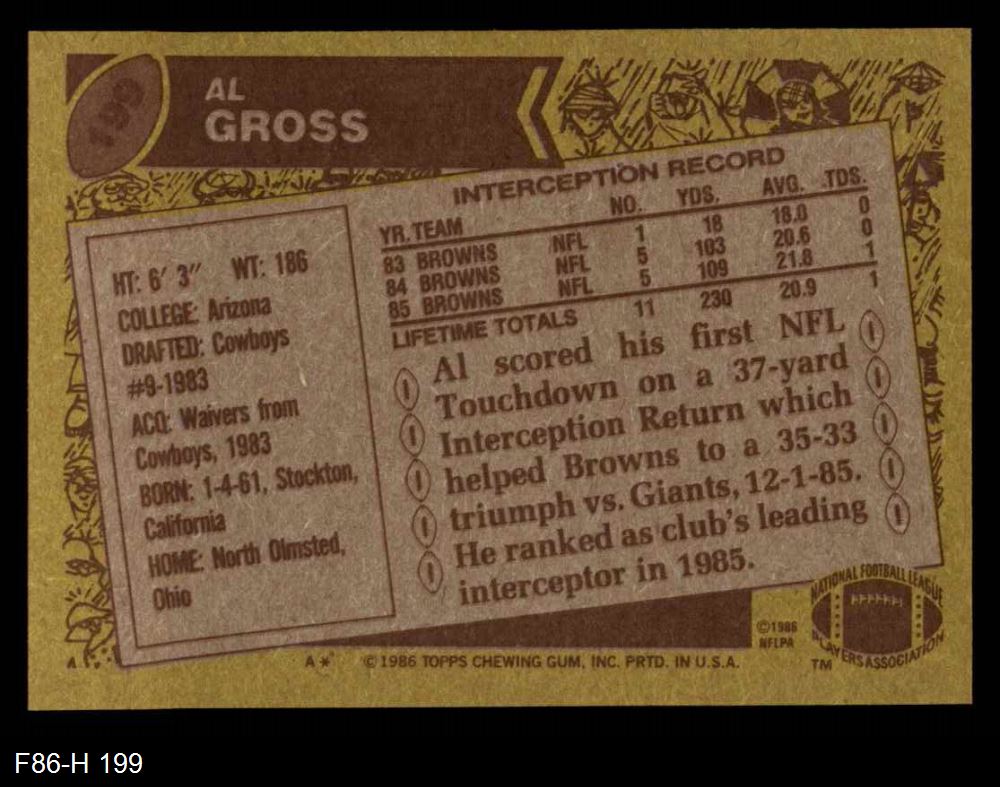 199
AL
GROSS
HT: 6' 3" WT: 186
COLLEGE: Arizona
DRAFTED: Cowboys
#9-1983
ACQ: Waivers from
Cowboys, 1983
BORN: 1-4-61, Stockton,
California
HOME: North Olmsted,
Ohio
INTERCEPTION RECORD
YR. TEAM NO. YDS. AVG. TDS.
83 BROWNS NFL 1 18 18.0 0
84 BROWNS NFL 5 103 20.6 0
85 BROWNS NFL 5 109 21.8 1
LIFETIME TOTALS 11 230 20.9 1
Al scored his first NFL
Touchdown on a 37-yard
Interception Return which
helped Browns to a 35-33
triumph vs. Giants, 12-1-85.
He ranked as club's leading
interceptor in 1985.
©1986
NFLPA
NATIONAL FOOTBALL LEAGUE
PLAYERS ASSOCIATION
TM
A
A* ©1986 TOPPS CHEWING GUM, INC. PRTD. IN U.S.A.
F86-H 199